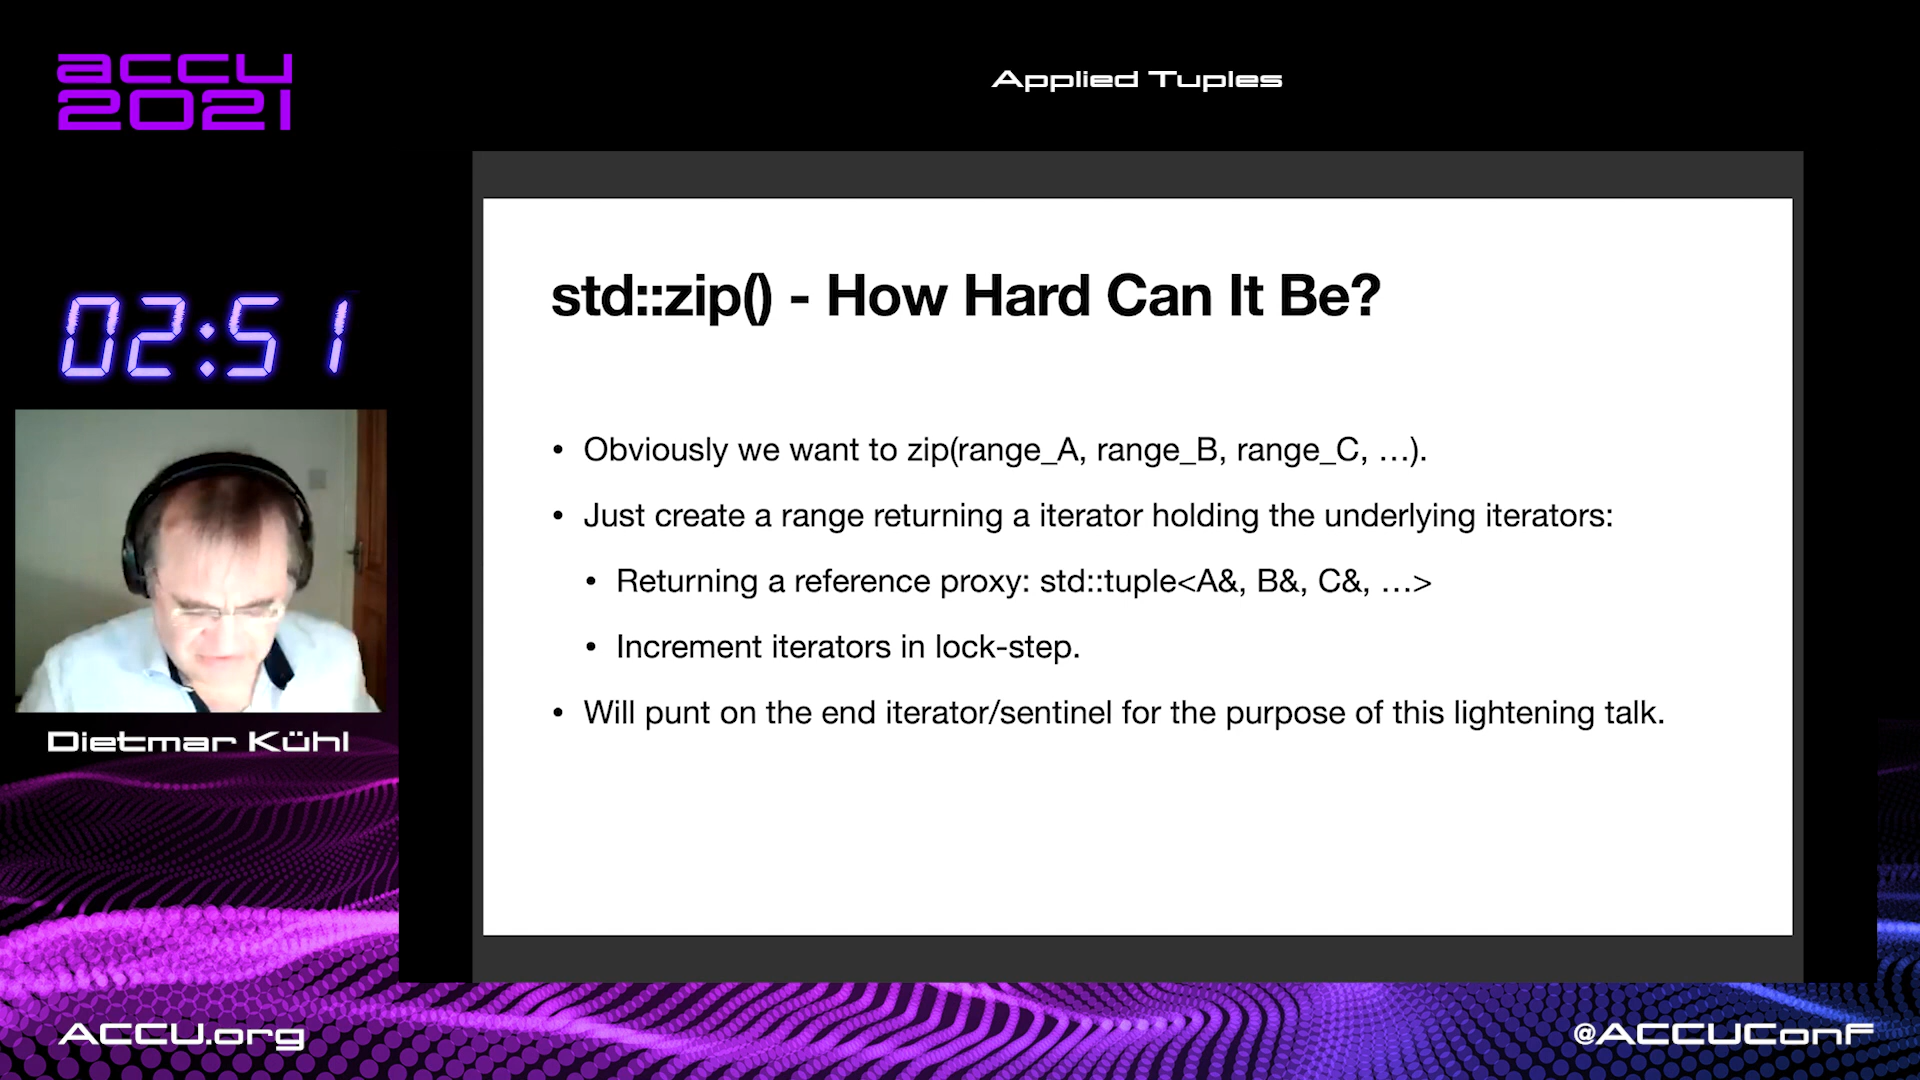 accu
2021
Applied Tuples
02:51
Dietmar Kühl
std::zip() - How Hard Can It Be?
• Obviously we want to zip(range_A, range_B, range_C, …).
• Just create a range returning a iterator holding the underlying iterators:
• Returning a reference proxy: std::tuple<A&, B&, C&, …>
• Increment iterators in lock-step.
• Will punt on the end iterator/sentinel for the purpose of this lightening talk.
ACCU.org
@ACCUConf